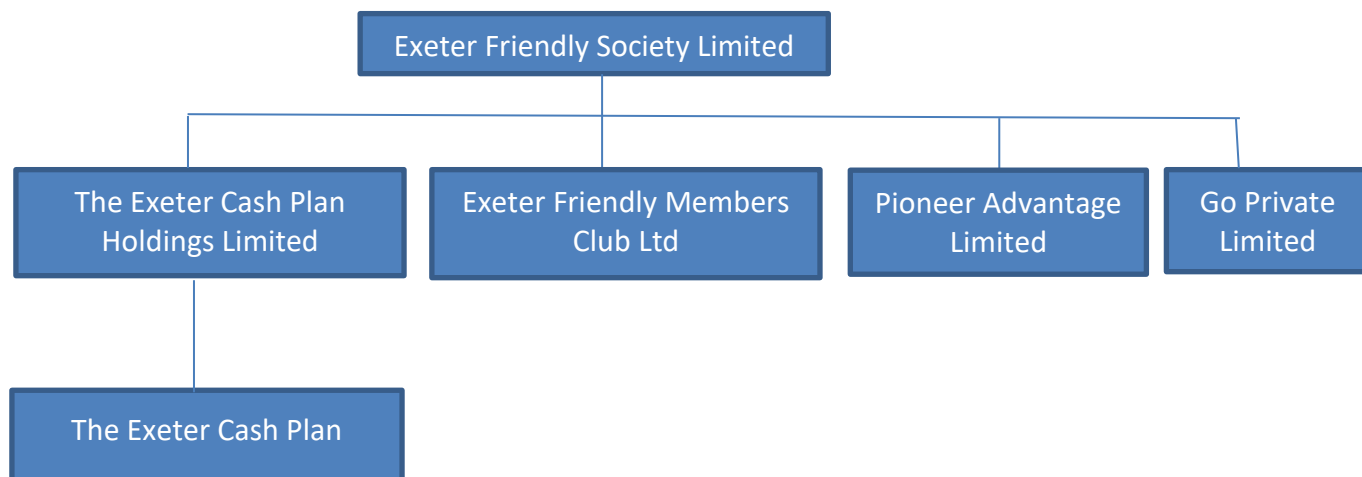 Exeter Friendly Society Limited
The Exeter Cash Plan
Holdings Limited
Exeter Friendly Members
Club Ltd
Pioneer Advantage
Limited
Go Private
Limited
The Exeter Cash Plan